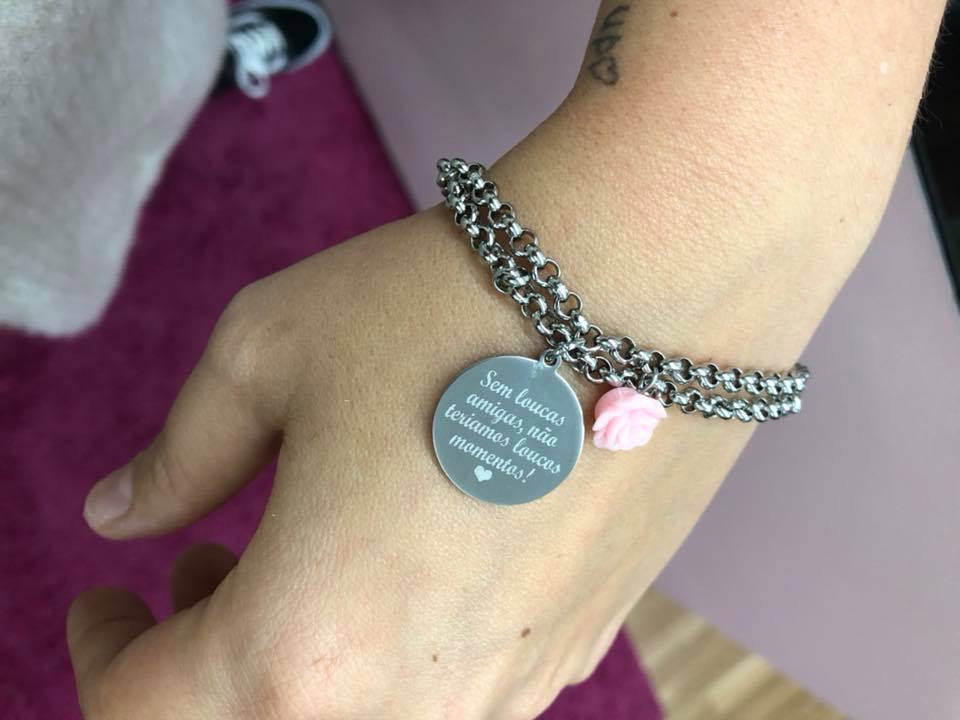 Sem loucas
amigas, não
teríamos loucos
momentos!